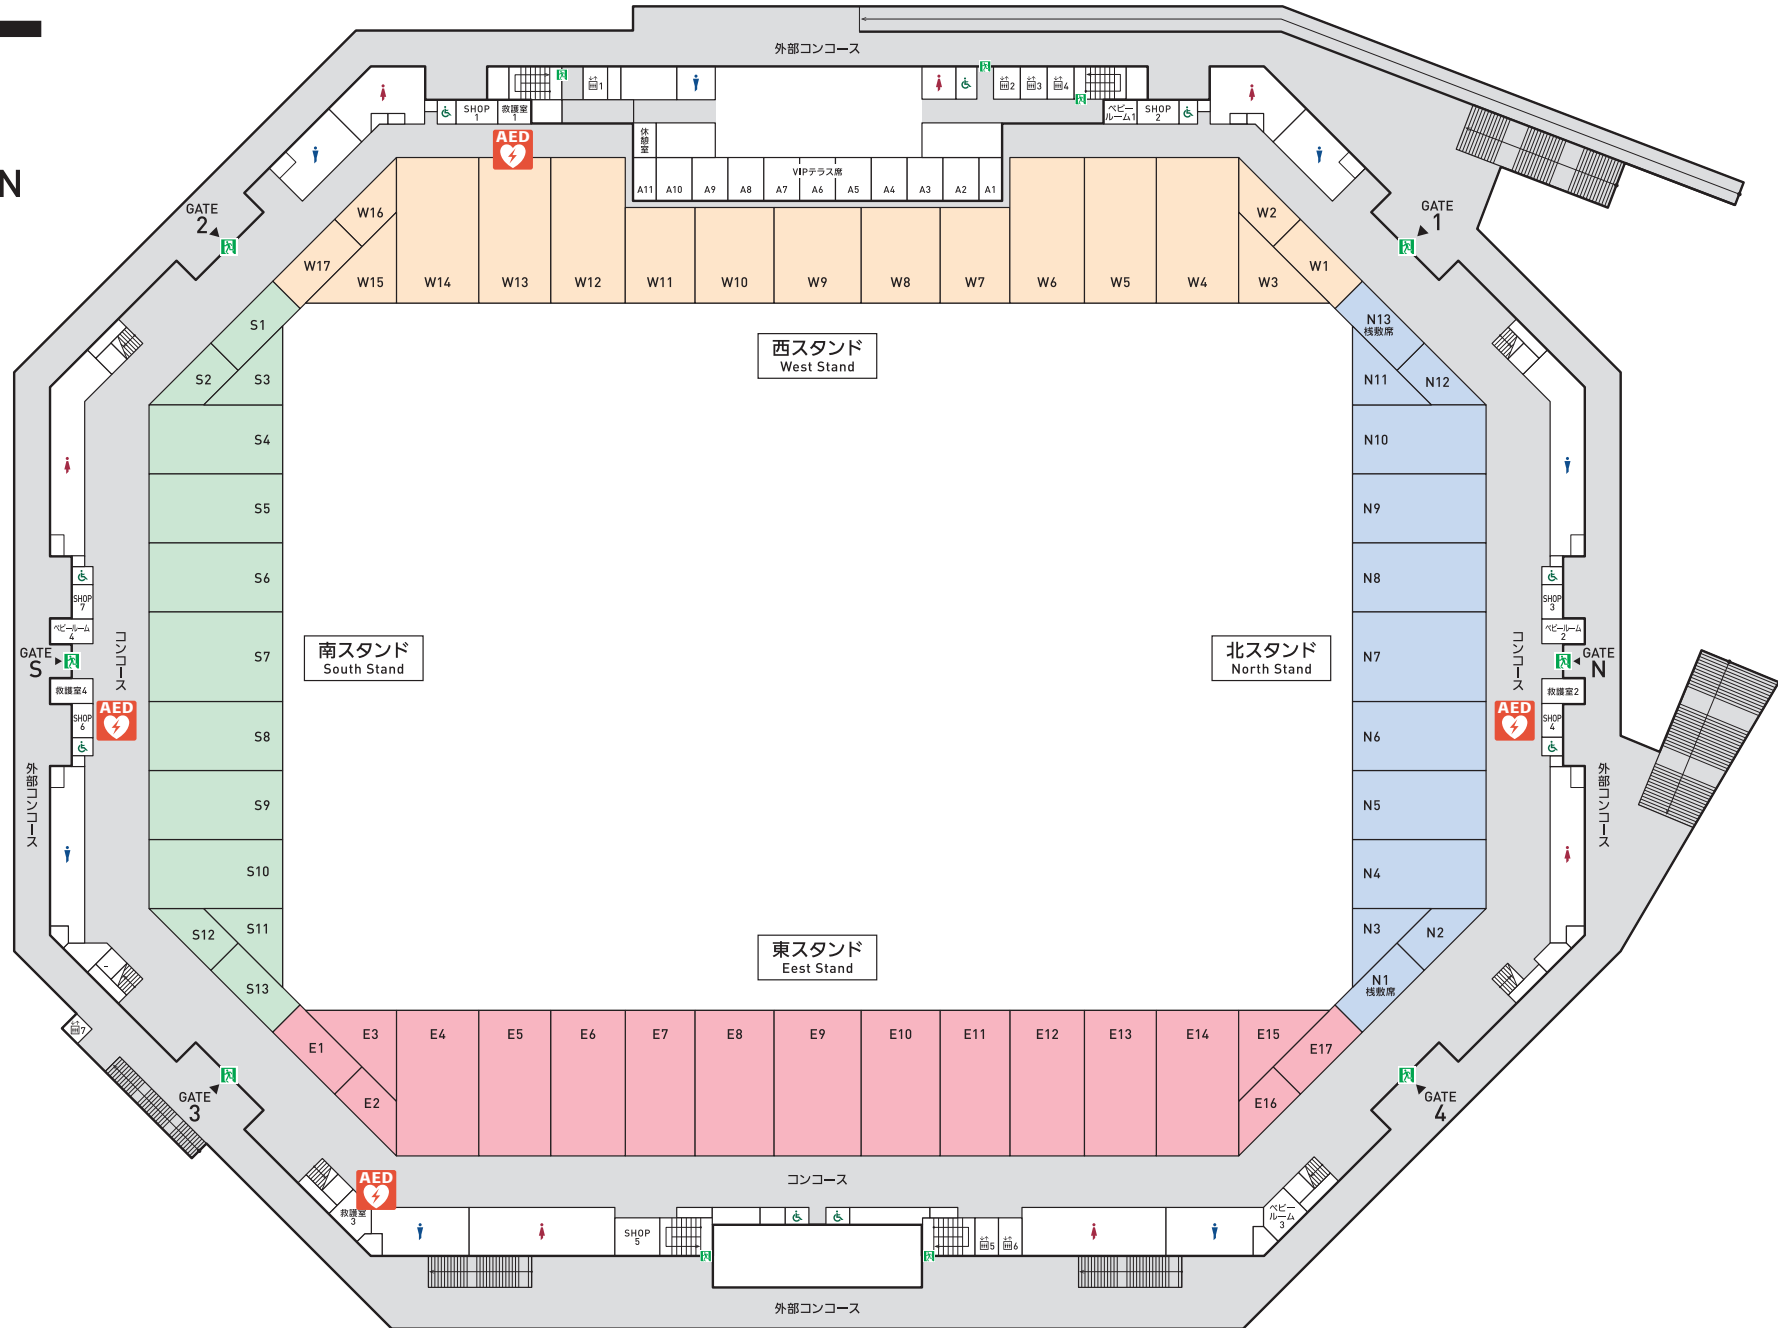 外部コンコース
N
1
2
3
4
SHOP
1
救護室
1
ベビー
ルーム1
SHOP
2
AED
休
憩
室
VIPテラス席
A11
A10
A9
A8
A7
A6
A5
A4
A3
A2
A1
GATE
2
GATE
1
W16
W17
W15
W14
W13
W12
W11
W10
W9
W8
W7
W6
W5
W4
W3
W2
W1
S1
S2
S3
S4
S5
S6
S7
S8
S9
S10
S11
S12
S13
N13
桟敷席
N11
N12
N10
N9
N8
N7
N6
N5
N4
N3
N2
N1
桟敷席
西スタンド
West Stand
南スタンド
South Stand
北スタンド
North Stand
東スタンド
Eest Stand
SHOP
7
ベビールーム
4
GATE
S
救護室4
SHOP
6
AED
コンコース
外部コンコース
SHOP
3
ベビールーム
2
GATE
N
救護室2
SHOP
4
AED
コンコース
外部コンコース
E1
E2
E3
E4
E5
E6
E7
E8
E9
E10
E11
E12
E13
E14
E15
E16
E17
7
GATE
3
GATE
4
コンコース
AED
救護室
3
SHOP
5
5
6
ベビー
ルーム
3
外部コンコース